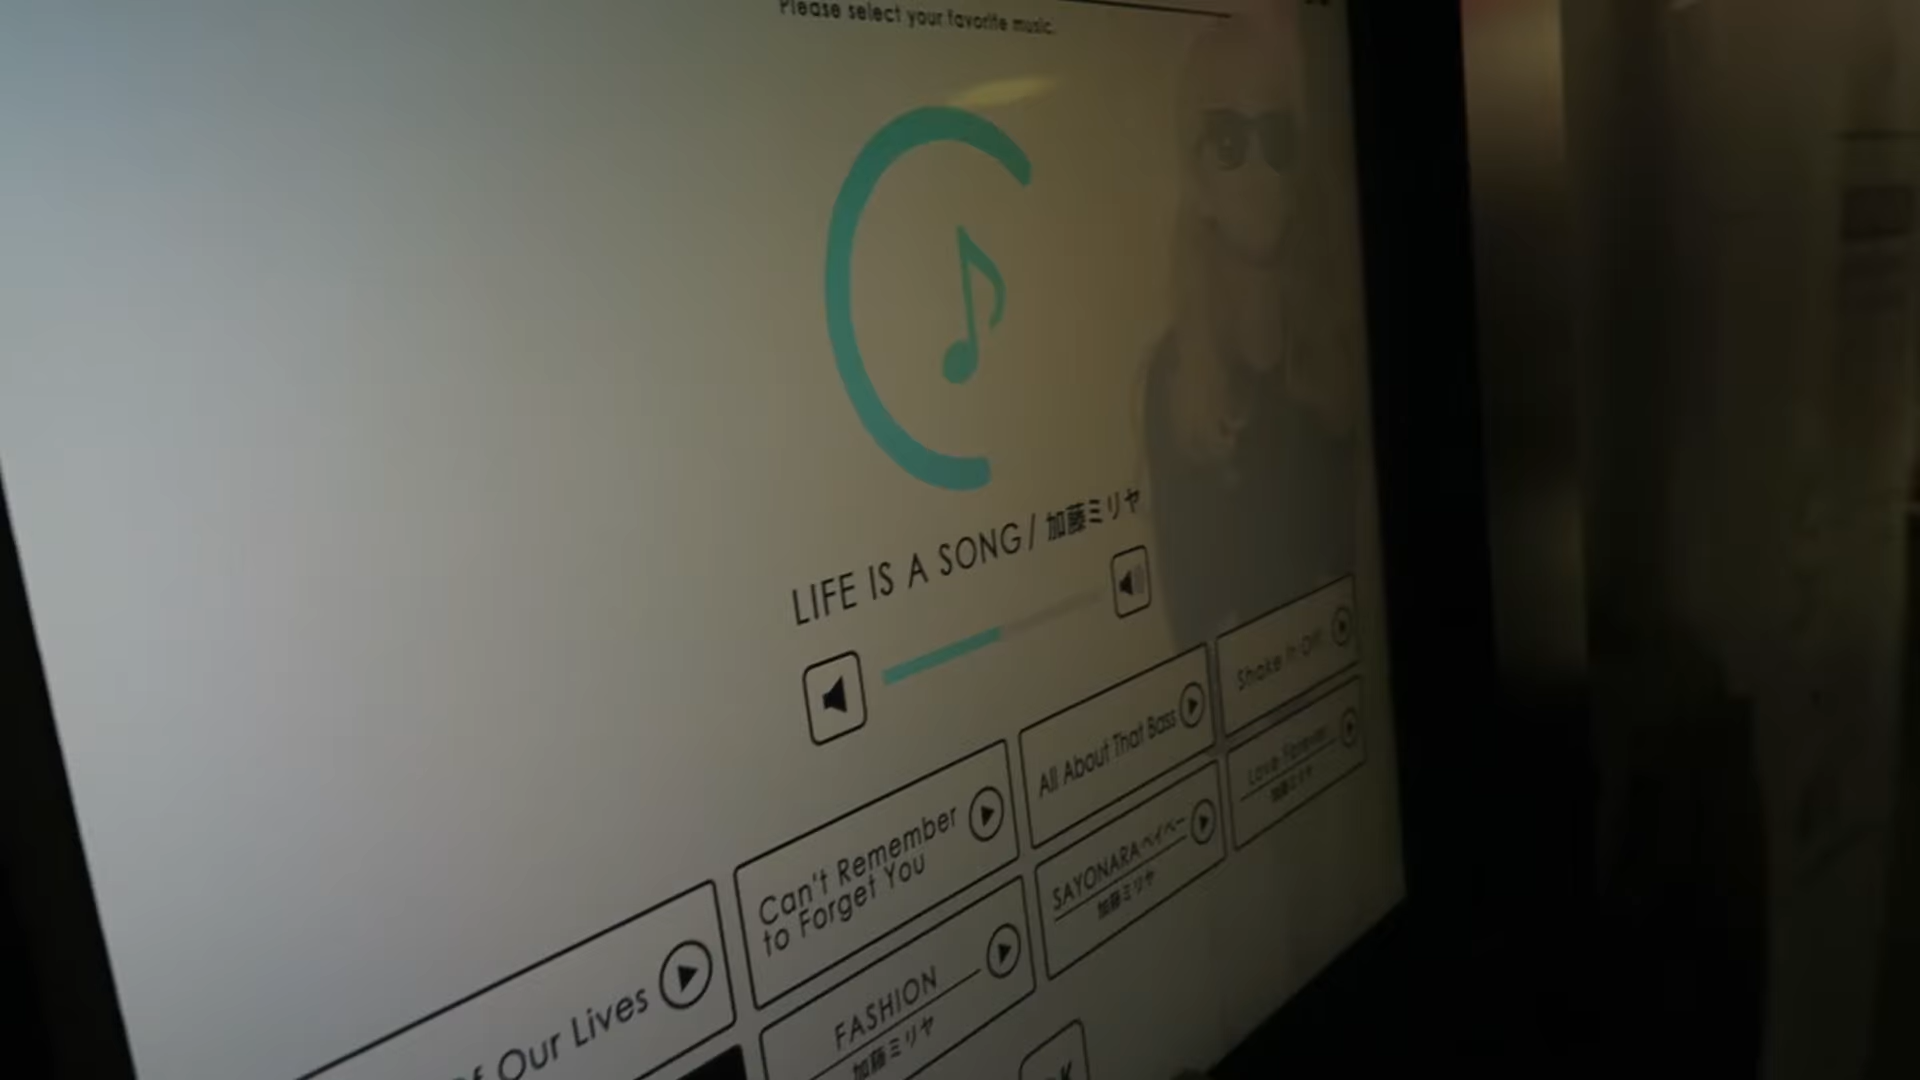 Please select your favorite music.
LIFE IS A SONG / 加藤ミリヤ
Our Lives
Can't Remember
to Forget You
All About That Bass
Shake It Off
FASHION
加藤ミリヤ
SAYONARAベイベー
加藤ミリヤ
Love Forever
加藤ミリヤ